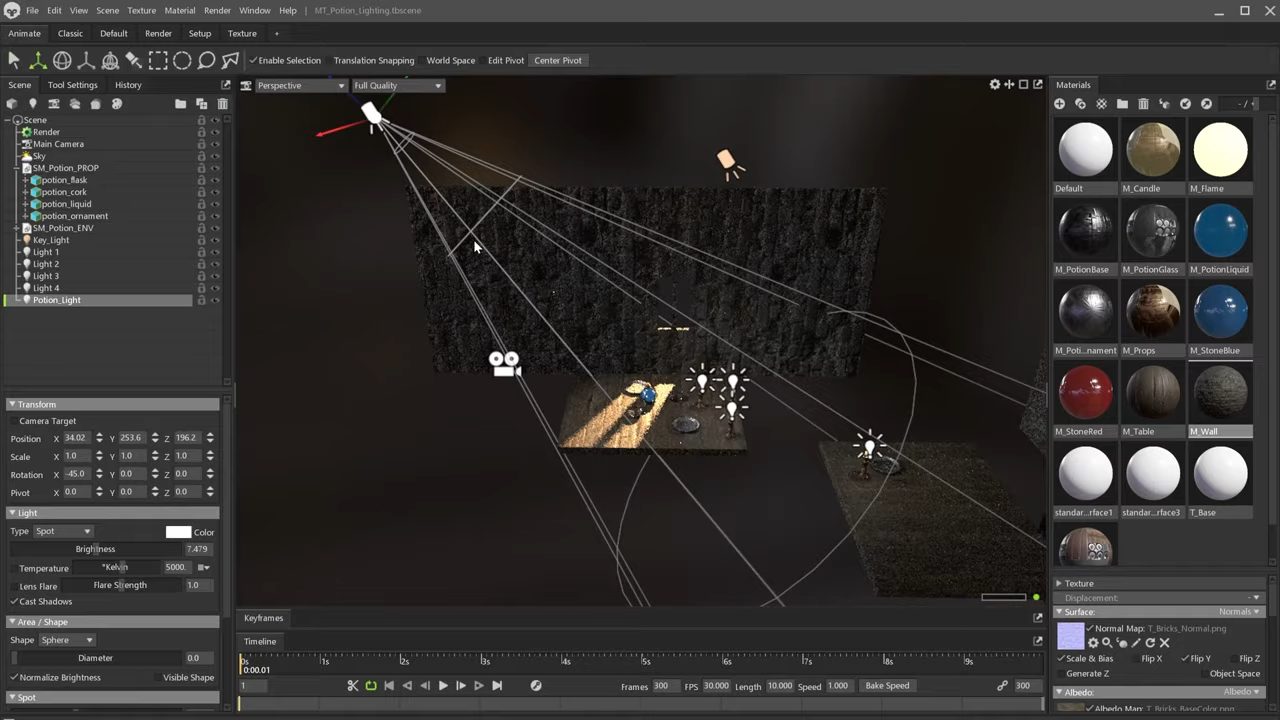 File Edit View Scene Texture Material Render Window Help MT_Potion_Lighting.tbscene
Animate Classic Default Render Setup Texture +
Enable Selection Translation Snapping World Space Edit Pivot Center Pivot
Scene Tool Settings History
Perspective Full Quality
Materials
Scene
Render
Main Camera
Sky
SM_Potion_PROP
potion_flask
potion_cork
potion_liquid
potion_ornament
SM_Potion_ENV
Key_Light
Light 1
Light 2
Light 3
Light 4
Potion_Light
Default M_Candle M_Flame
M_PotionBase M_PotionGlass M_PotionLiquid
M_Poti...nament M_Props M_StoneBlue
M_StoneRed M_Table M_Wall
standar...rface1 standar...rface3 T_Base
Transform
Camera Target
Position X 34.02 Y 253.6 Z 196.2
Scale X 1.0 Y 1.0 Z 1.0
Rotation X -45.0 Y 0.0 Z 0.0
Pivot X 0.0 Y 0.0 Z 0.0
Light
Type Spot Color
Brightness 7.479
Temperature *Kelvin 5000.
Lens Flare Flare Strength 1.0
Cast Shadows
Area / Shape
Shape Sphere
Diameter 0.0
Normalize Brightness Visible Shape
Spot
Keyframes
Timeline
0s 1s 2s 3s 4s 5s 6s 7s 8s 9s
0:00.01
1 Frames 300 FPS 30.000 Length 10.000 Speed 1.000 Bake Speed 300
Texture
Displacement:
Surface: Normals
Normal Map: T_Bricks_Normal.png
Scale & Bias Flip X Flip Y Flip Z
Generate Z Object Space
Albedo: Albedo
Albedo Map: T_Bricks_BaseColor.png